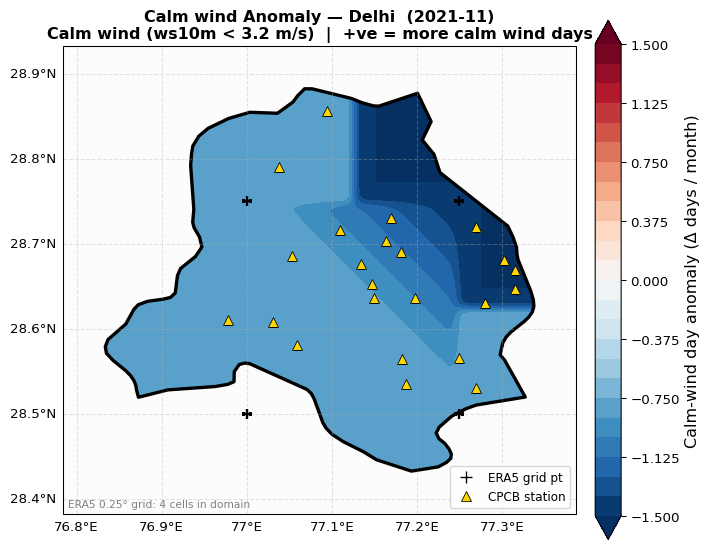 Calm wind Anomaly — Delhi  (2021-11)
Calm wind (ws10m < 3.2 m/s)  |  +ve = more calm wind days
28.9°N
28.8°N
28.7°N
28.6°N
28.5°N
28.4°N
76.8°E
76.9°E
77°E
77.1°E
77.2°E
77.3°E
ERA5 0.25° grid: 4 cells in domain
ERA5 grid pt
CPCB station
1.500
1.125
0.750
0.375
0.000
−0.375
−0.750
−1.125
−1.500
Calm-wind day anomaly (Δ days / month)